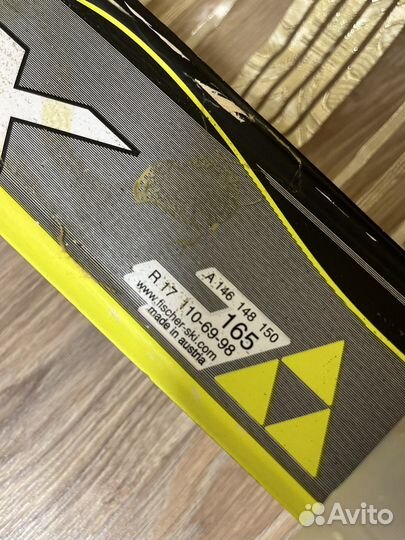 X
A.146 148 150
165
R.17 110-69-98
www.fischer-ski.com
made in austria
Avito